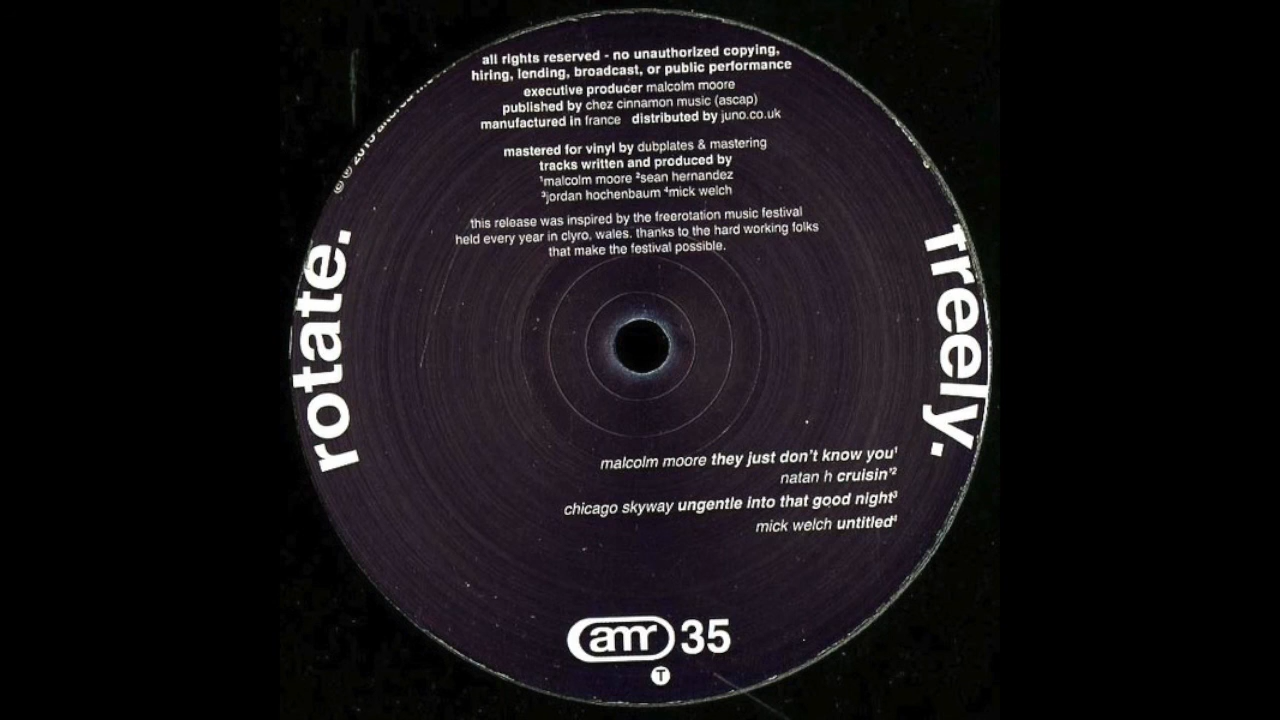 all rights reserved - no unauthorized copying,
hiring, lending, broadcast, or public performance
executive producer malcolm moore
published by chez cinnamon music (ascap)
manufactured in france distributed by juno.co.uk
mastered for vinyl by dubplates & mastering
tracks written and produced by
¹malcolm moore ²sean hernandez
³jordan hochenbaum ⁴mick welch
this release was inspired by the freerotation music festival
held every year in clyro, wales. thanks to the hard working folks
that make the festival possible.
rotate.
freely.
malcolm moore they just don't know you¹
natan h cruisin'²
chicago skyway ungentle into that good night³
mick welch untitled⁴
amr 35
T